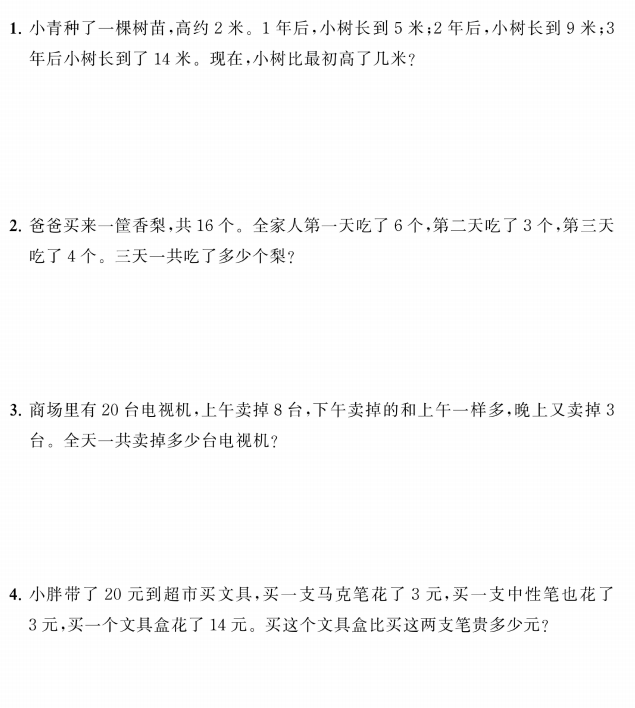 1. 小青种了一棵树苗,高约 2 米。1 年后,小树长到 5 米;2 年后,小树长到 9 米;3
年后小树长到了 14 米。现在,小树比最初高了几米?
2. 爸爸买来一筐香梨,共 16 个。全家人第一天吃了 6 个,第二天吃了 3 个,第三天
吃了 4 个。三天一共吃了多少个梨?
3. 商场里有 20 台电视机,上午卖掉 8 台,下午卖掉的和上午一样多,晚上又卖掉 3
台。全天一共卖掉多少台电视机?
4. 小胖带了 20 元到超市买文具,买一支马克笔花了 3 元,买一支中性笔也花了
3 元,买一个文具盒花了 14 元。买这个文具盒比买这两支笔贵多少元?